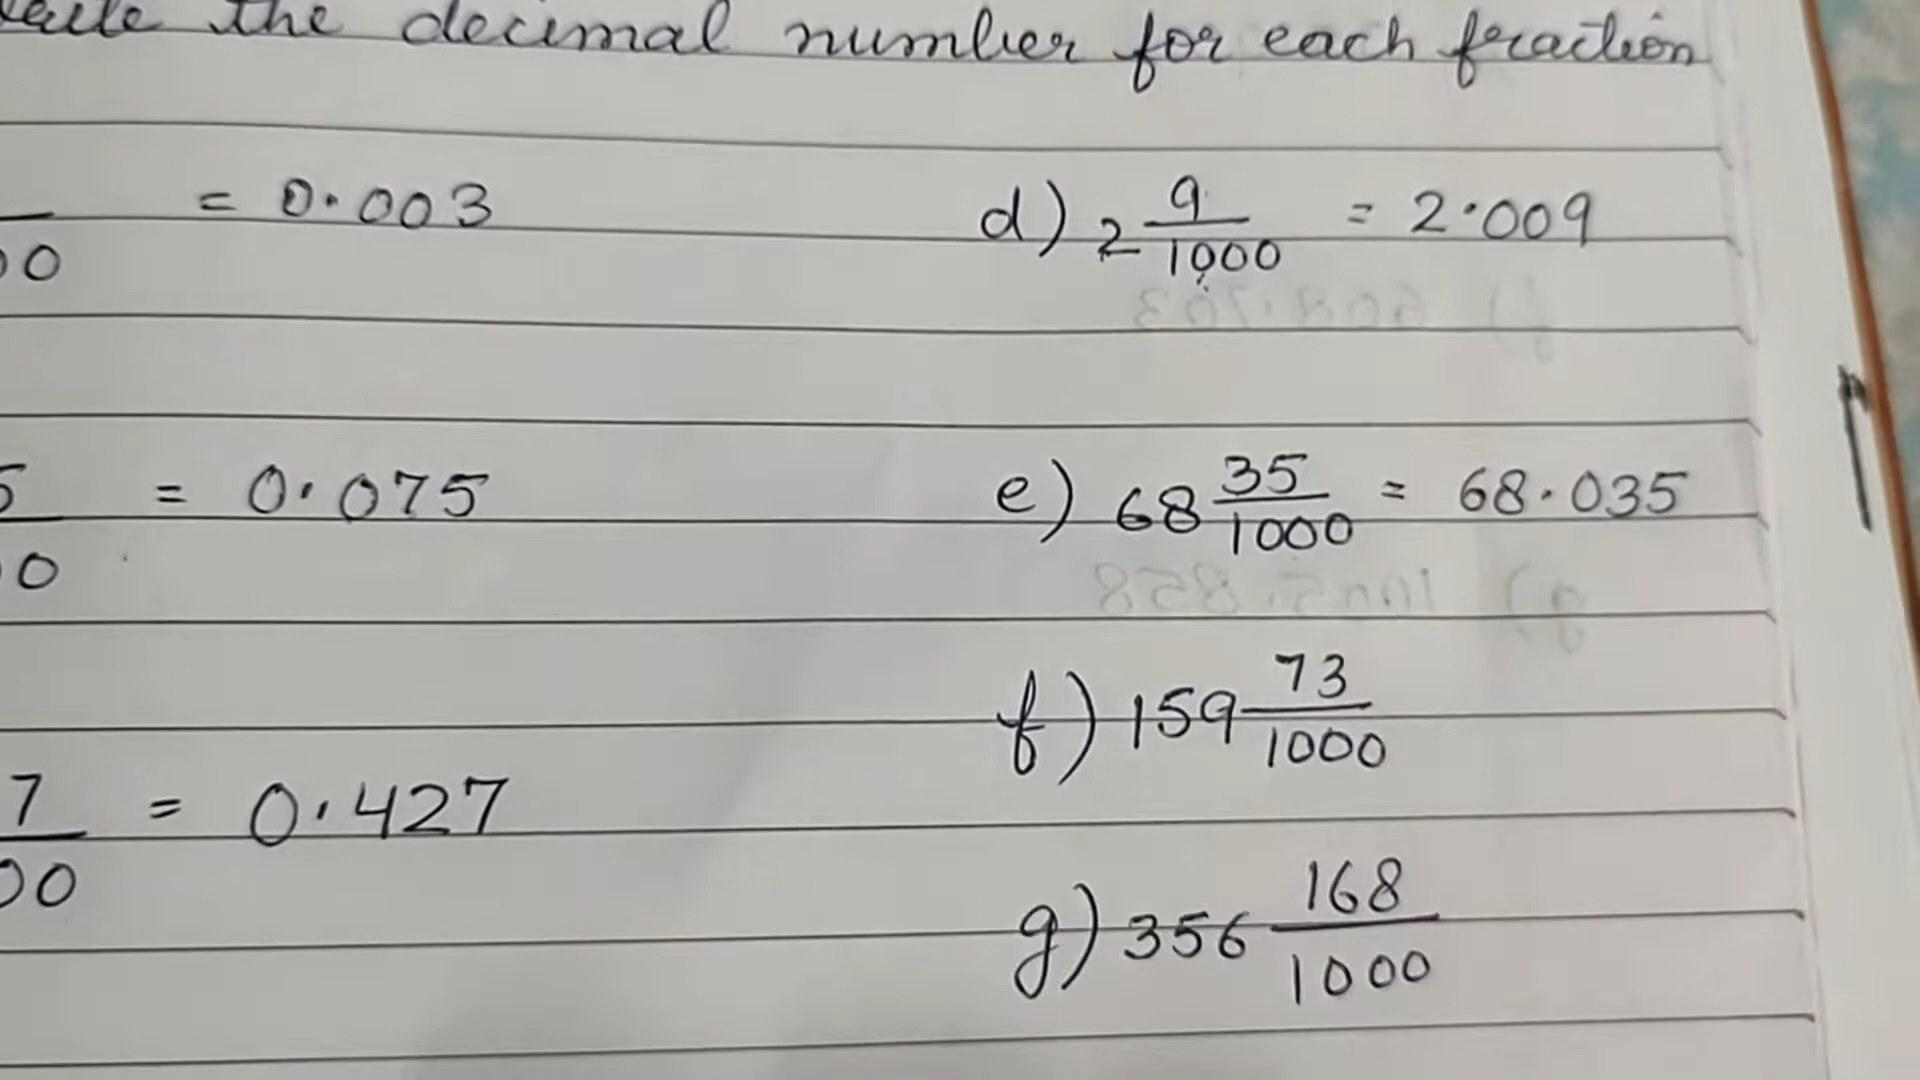 the decimal number for each fraction
= 0.003
d) 2 9/1000 = 2.009
= 0.075
e) 68 35/1000 = 68.035
f) 159 73/1000
7
= 0.427
g) 356 168/1000